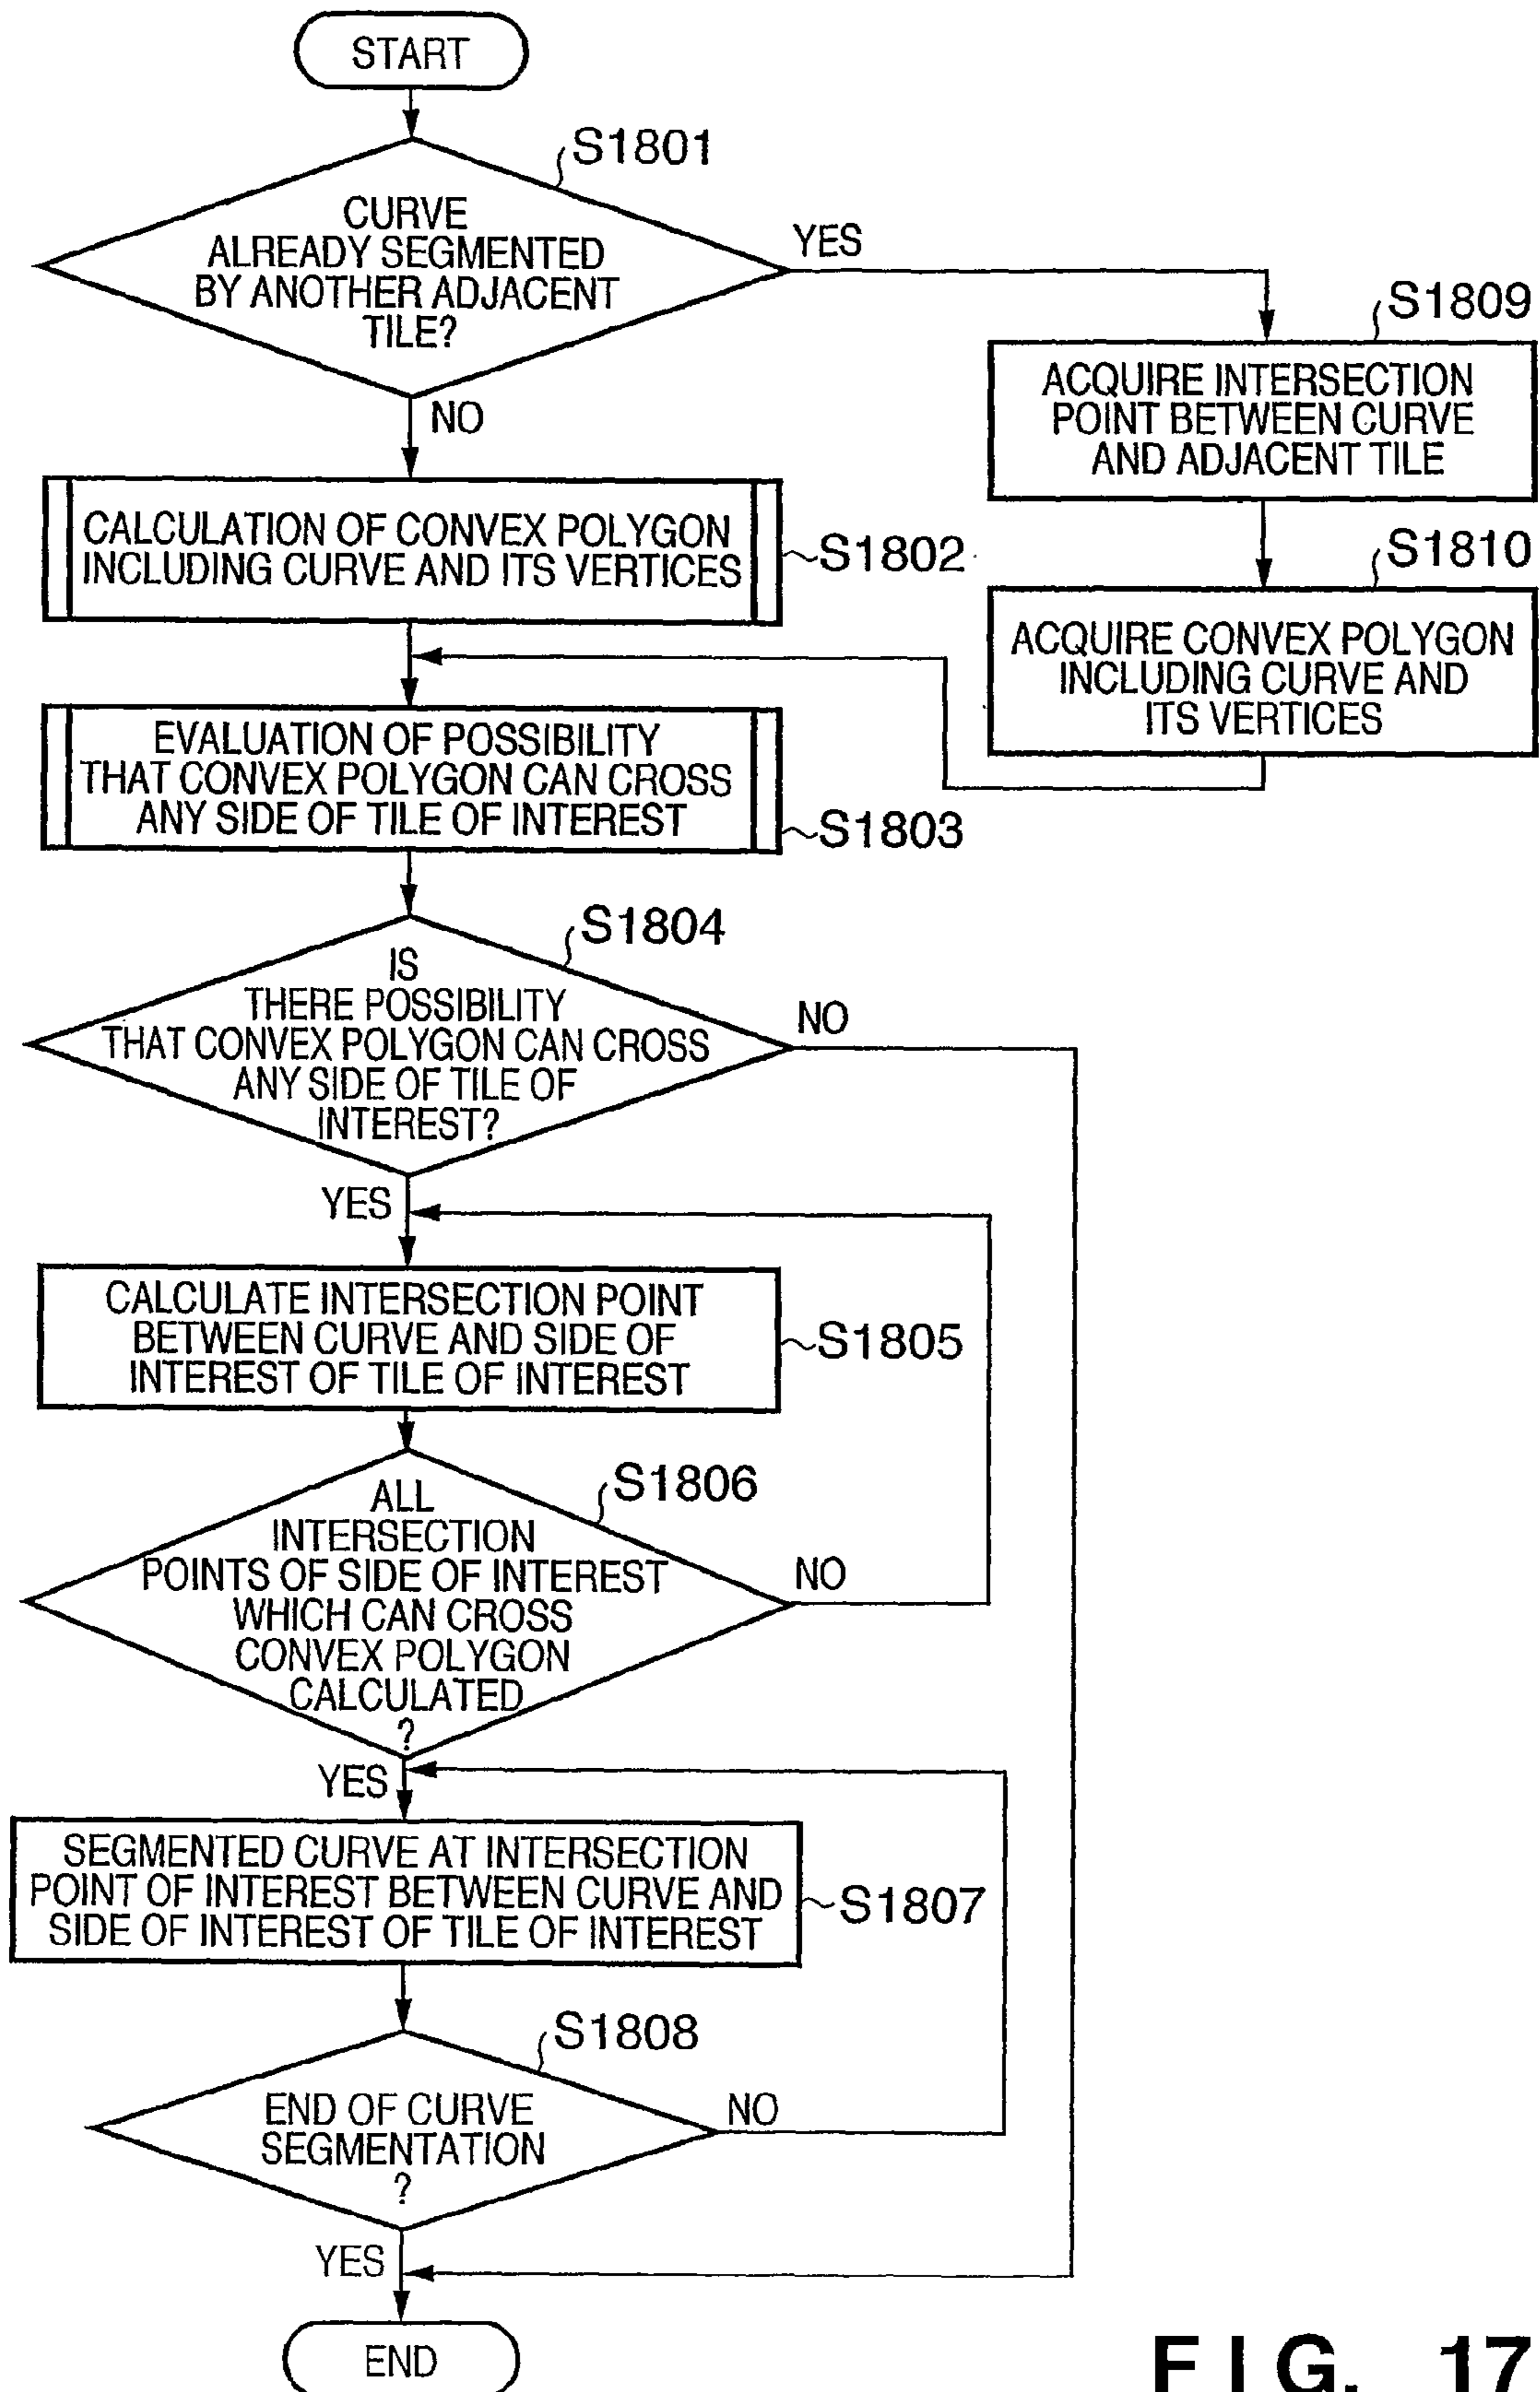 START
S1801
CURVE
ALREADY SEGMENTED
BY ANOTHER ADJACENT
TILE?
YES
NO
S1809
ACQUIRE INTERSECTION
POINT BETWEEN CURVE
AND ADJACENT TILE
CALCULATION OF CONVEX POLYGON
INCLUDING CURVE AND ITS VERTICES
S1802
S1810
ACQUIRE CONVEX POLYGON
INCLUDING CURVE AND
ITS VERTICES
EVALUATION OF POSSIBILITY
THAT CONVEX POLYGON CAN CROSS
ANY SIDE OF TILE OF INTEREST
S1803
S1804
IS
THERE POSSIBILITY
THAT CONVEX POLYGON CAN CROSS
ANY SIDE OF TILE OF
INTEREST?
NO
YES
CALCULATE INTERSECTION POINT
BETWEEN CURVE AND SIDE OF
INTEREST OF TILE OF INTEREST
S1805
S1806
ALL
INTERSECTION
POINTS OF SIDE OF INTEREST
WHICH CAN CROSS
CONVEX POLYGON
CALCULATED
?
NO
YES
SEGMENTED CURVE AT INTERSECTION
POINT OF INTEREST BETWEEN CURVE AND
SIDE OF INTEREST OF TILE OF INTEREST
S1807
S1808
END OF CURVE
SEGMENTATION
?
NO
YES
END
FIG. 17